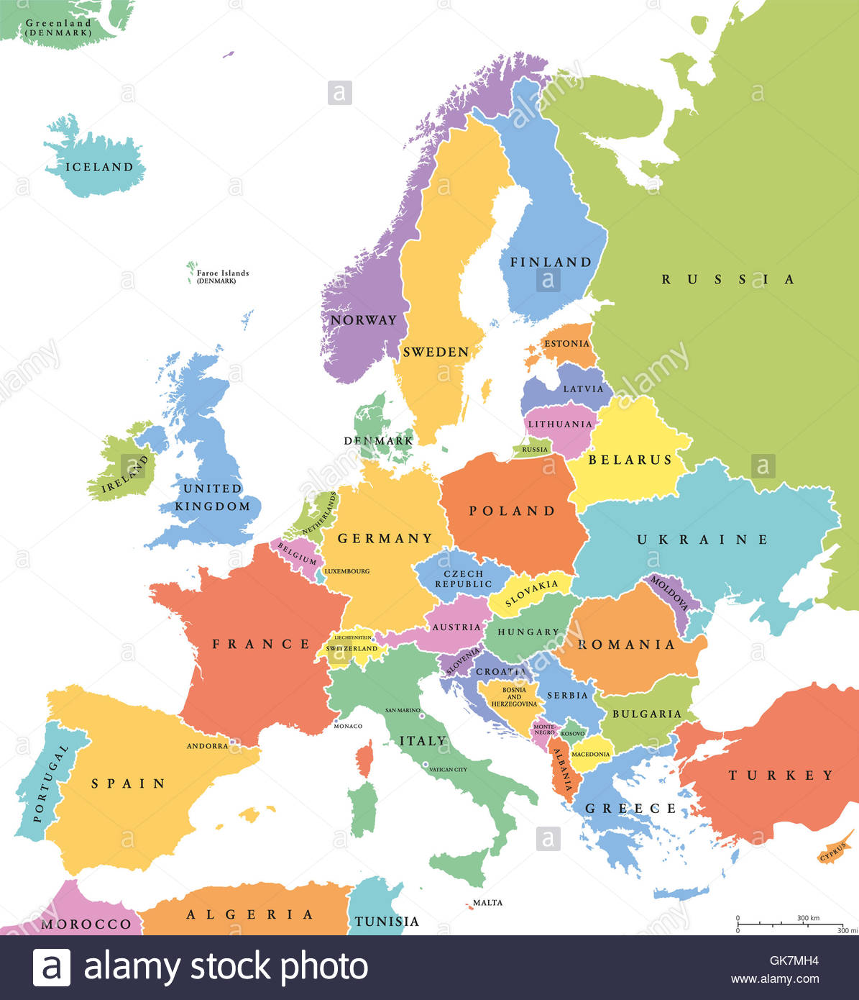 Greenland
(DENMARK)
ICELAND
Faroe Islands
(DENMARK)
NORWAY
SWEDEN
FINLAND
RUSSIA
ESTONIA
LATVIA
LITHUANIA
RUSSIA
BELARUS
DENMARK
IRELAND
UNITED
KINGDOM
NETHERLANDS
BELGIUM
LUXEMBOURG
GERMANY
POLAND
UKRAINE
CZECH
REPUBLIC
SLOVAKIA
MOLDOVA
FRANCE
LIECHTENSTEIN
SWITZERLAND
AUSTRIA
HUNGARY
ROMANIA
SLOVENIA
CROATIA
BOSNIA
AND
HERZEGOVINA
SERBIA
BULGARIA
MONTE-
NEGRO
KOSOVO
MACEDONIA
ALBANIA
GREECE
TURKEY
CYPRUS
SAN MARINO
MONACO
ITALY
VATICAN CITY
ANDORRA
SPAIN
PORTUGAL
MALTA
MOROCCO
ALGERIA
TUNISIA
0 300 km
0 300 mi
a
alamy
a alamy stock photo
GK7MH4
www.alamy.com